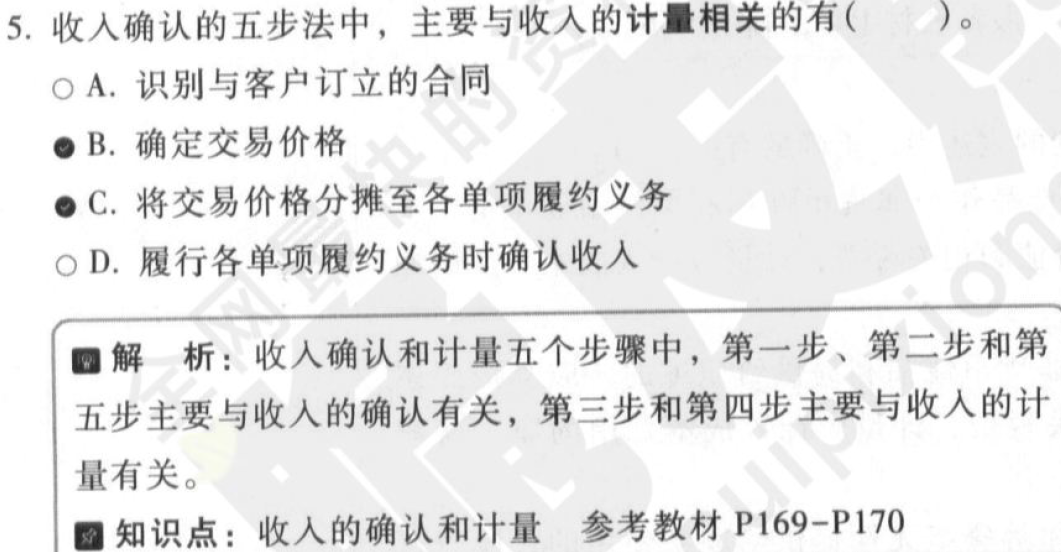 5. 收入确认的五步法中，主要与收入的计量相关的有(　　)。
A. 识别与客户订立的合同
B. 确定交易价格
C. 将交易价格分摊至各单项履约义务
D. 履行各单项履约义务时确认收入
解　析：收入确认和计量五个步骤中，第一步、第二步和第
五步主要与收入的确认有关，第三步和第四步主要与收入的计
量有关。
知识点：收入的确认和计量　参考教材 P169-P170